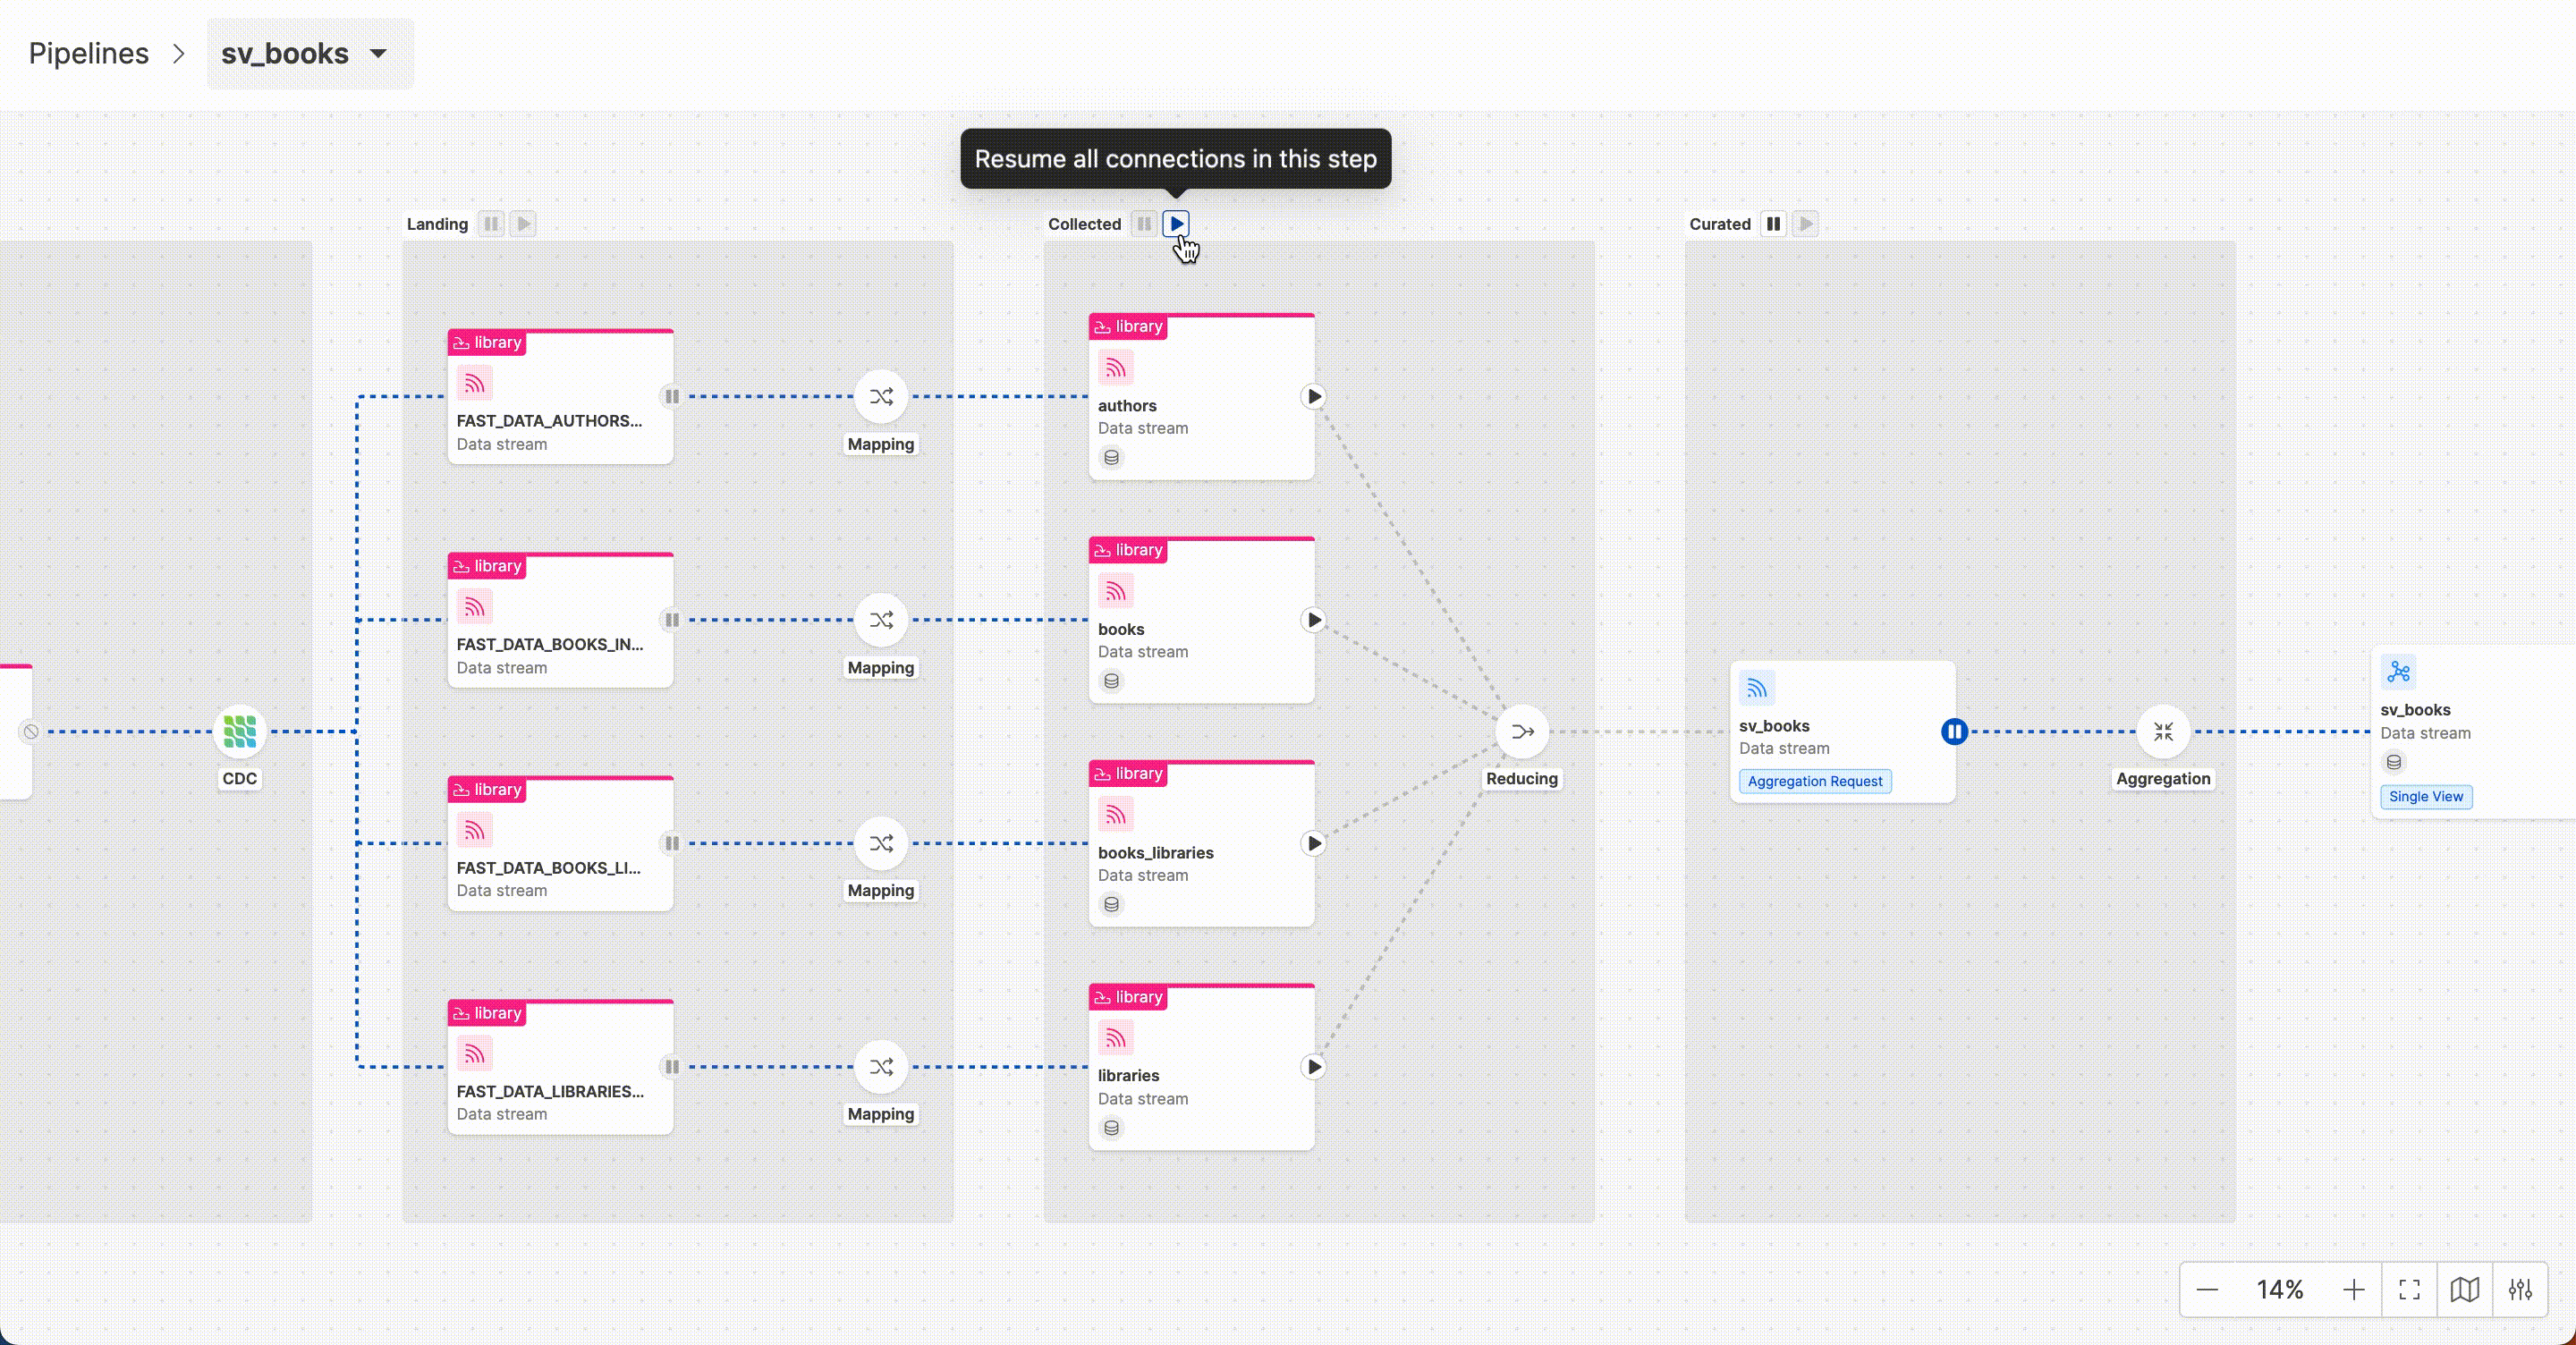 Pipelines > sv_books
Resume all connections in this step
Landing
Collected
Curated
library
FAST_DATA_AUTHORS...
Data stream
Mapping
library
authors
Data stream
library
FAST_DATA_BOOKS_IN...
Data stream
Mapping
library
books
Data stream
CDC
library
FAST_DATA_BOOKS_LI...
Data stream
Mapping
library
books_libraries
Data stream
Reducing
sv_books
Data stream
Aggregation Request
Aggregation
sv_books
Data stream
Single View
library
FAST_DATA_LIBRARIES...
Data stream
Mapping
library
libraries
Data stream
14%